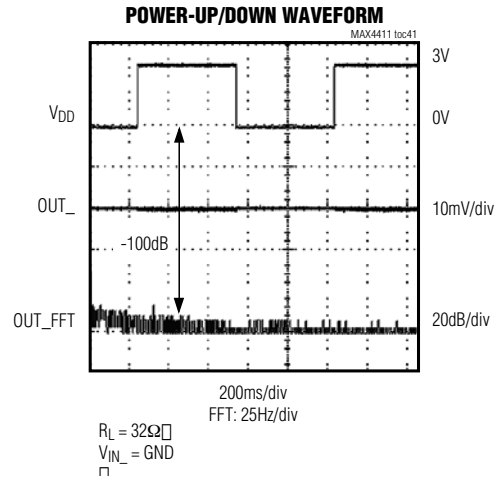 POWER-UP/DOWN WAVEFORM
MAX4411 toc41
3V
VDD
0V
OUT_
10mV/div
-100dB
OUT_FFT
20dB/div
200ms/div
FFT: 25Hz/div
RL = 32Ω
VIN_ = GND